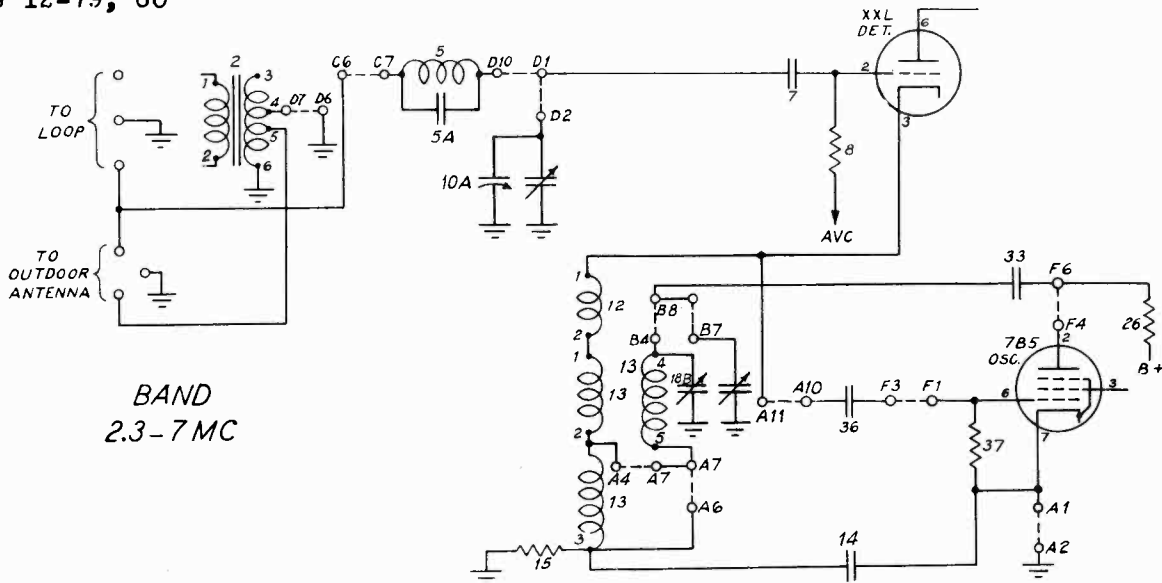 12-79, 80
XXL
DET.
6
2
3
TO
LOOP
1
2
2
3
4
5
6
D7
D6
C6
C7
5
5A
D10
D1
D2
10A
7
8
AVC
TO
OUTDOOR
ANTENNA
BAND
2.3-7 MC
1
12
2
1
13
2
13
3
15
B8
B7
B4
4
13
18B
5
A4
A7
A7
A6
A11
A10
36
F3
F1
33
F6
F4
2
26
B+
7B5
OSC.
6
3
7
37
A1
A2
14